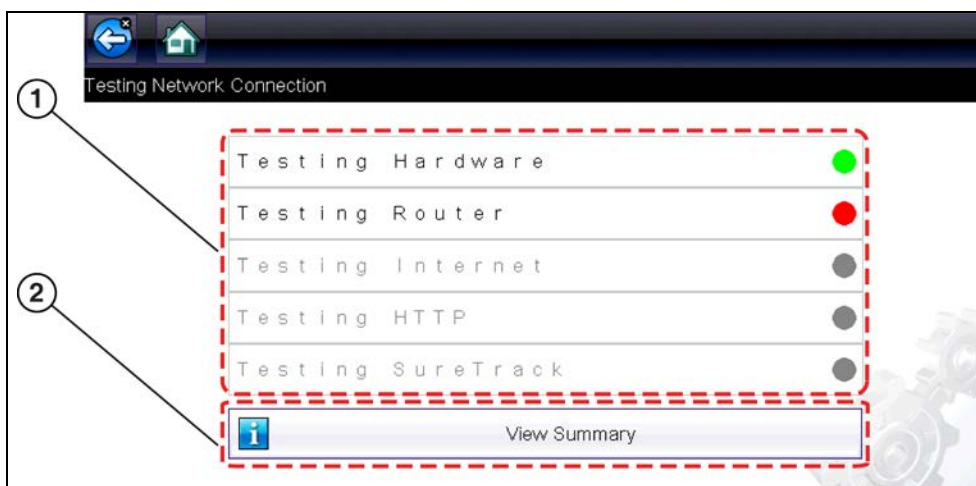 Testing Network Connection
1
Testing Hardware
Testing Router
2
Testing Internet
Testing HTTP
Testing SureTrack
i View Summary